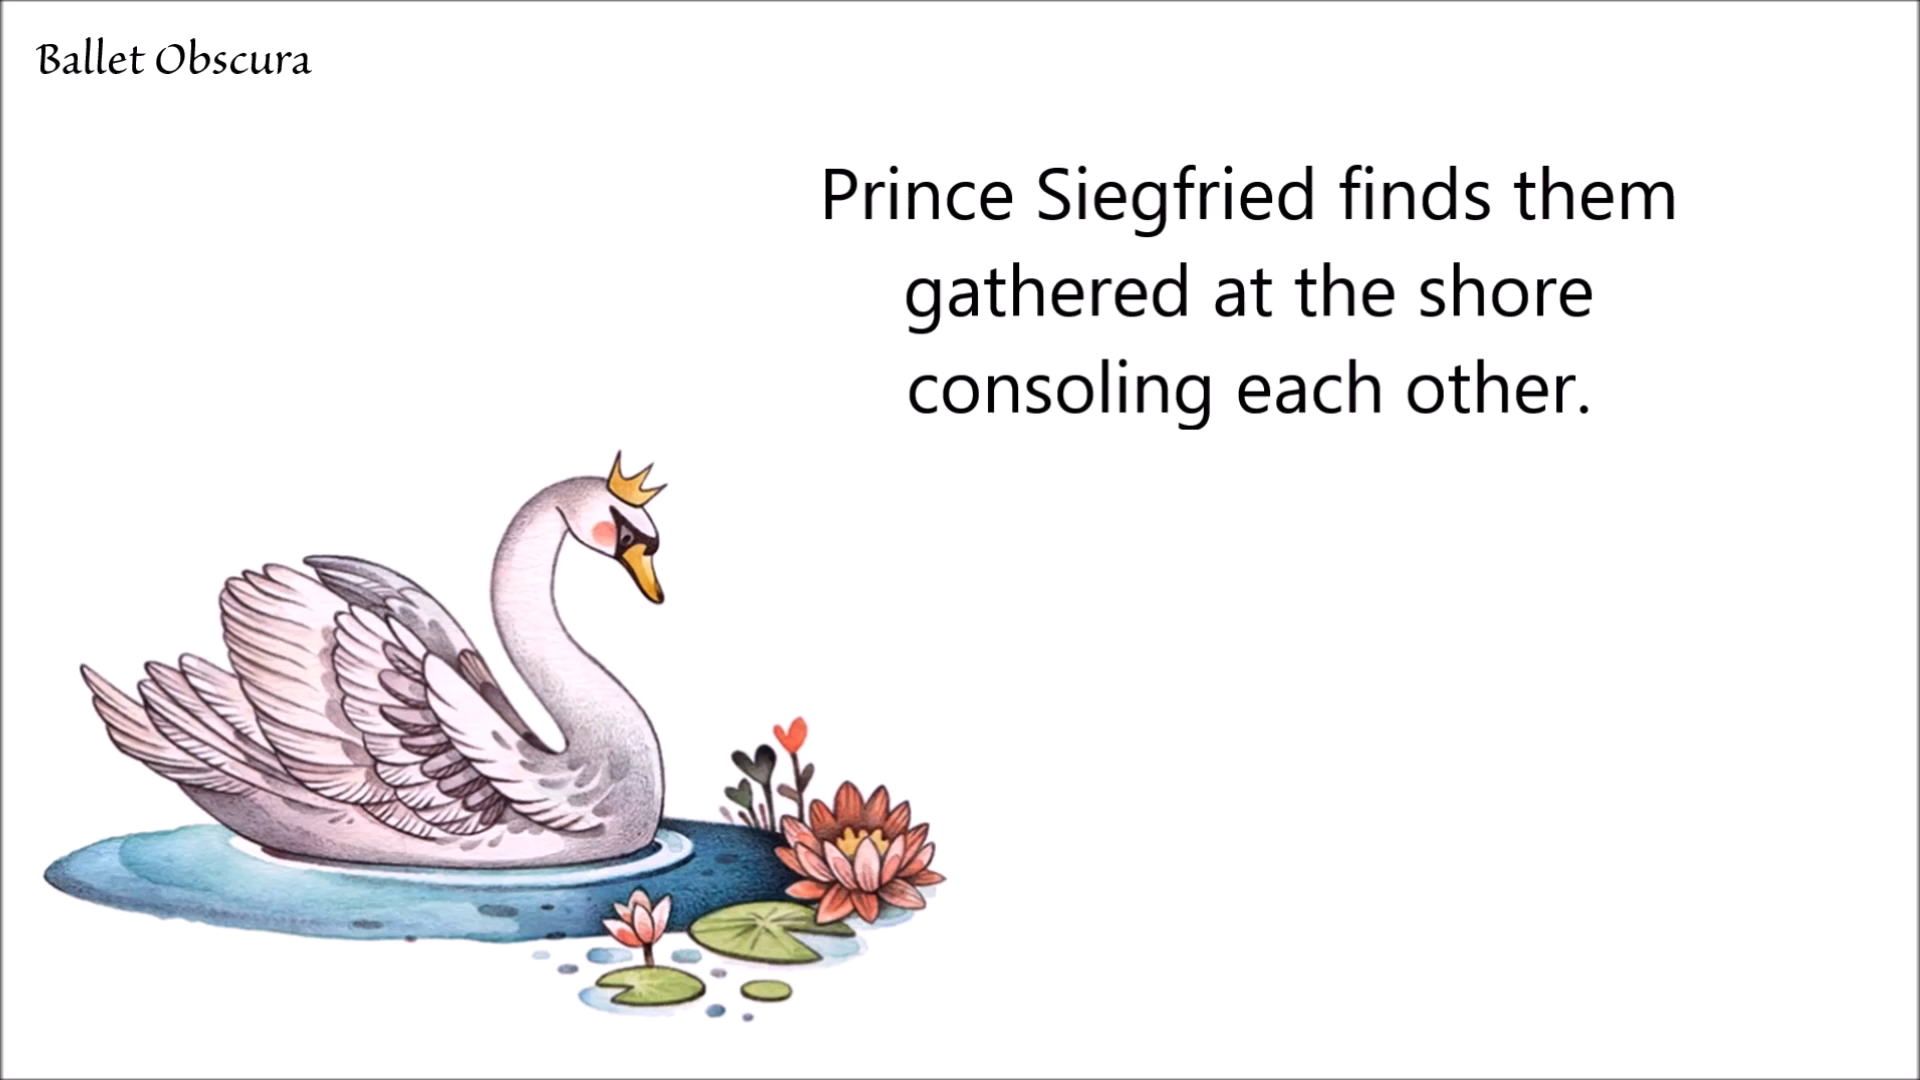 Ballet Obscura
Prince Siegfried finds them
gathered at the shore
consoling each other.